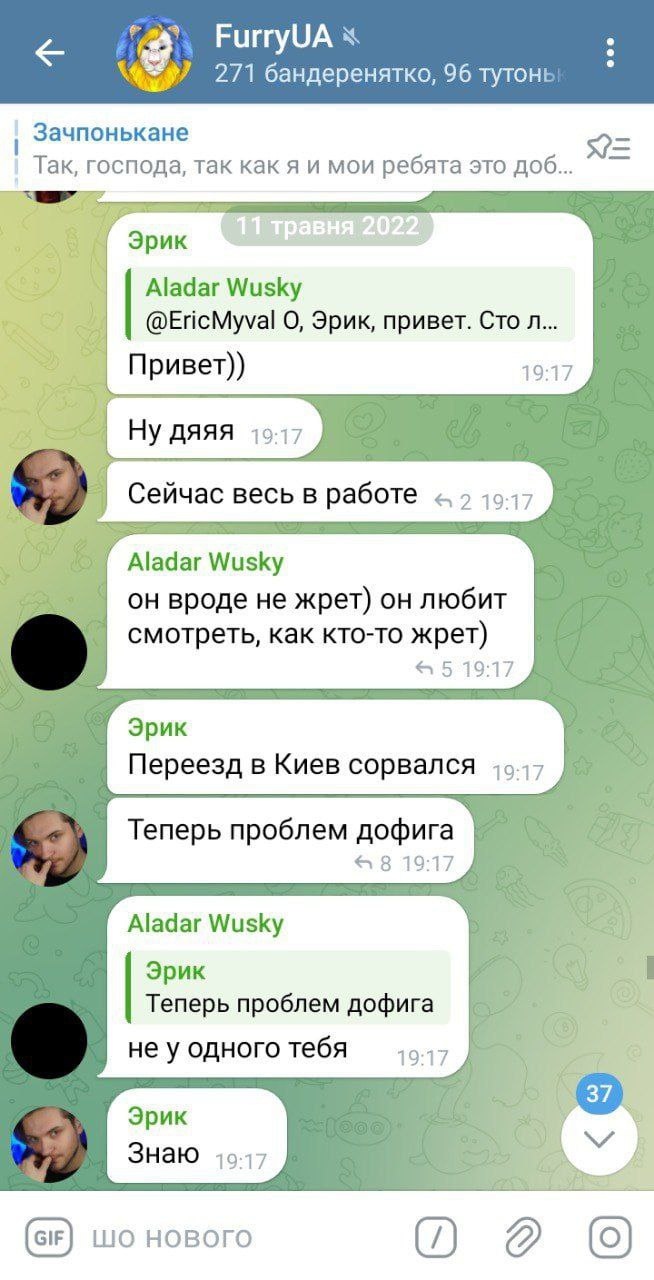 FurryUA
271 бандеренятко, 96 тутоньк
Зачпонькане
Так, господа, так как я и мои ребята это доб...
11 травня 2022
Эрик
Aladar Wusky
@EricMyval О, Эрик, привет. Сто л...
Привет))
19:17
Ну дяяя 19:17
Сейчас весь в работе 2 19:17
Aladar Wusky
он вроде не жрет) он любит
смотреть, как кто-то жрет)
5 19:17
Эрик
Переезд в Киев сорвался 19:17
Теперь проблем дофига
8 19:17
Aladar Wusky
Эрик
Теперь проблем дофига
не у одного тебя 19:17
37
Эрик
Знаю 19:17
GIF шо нового